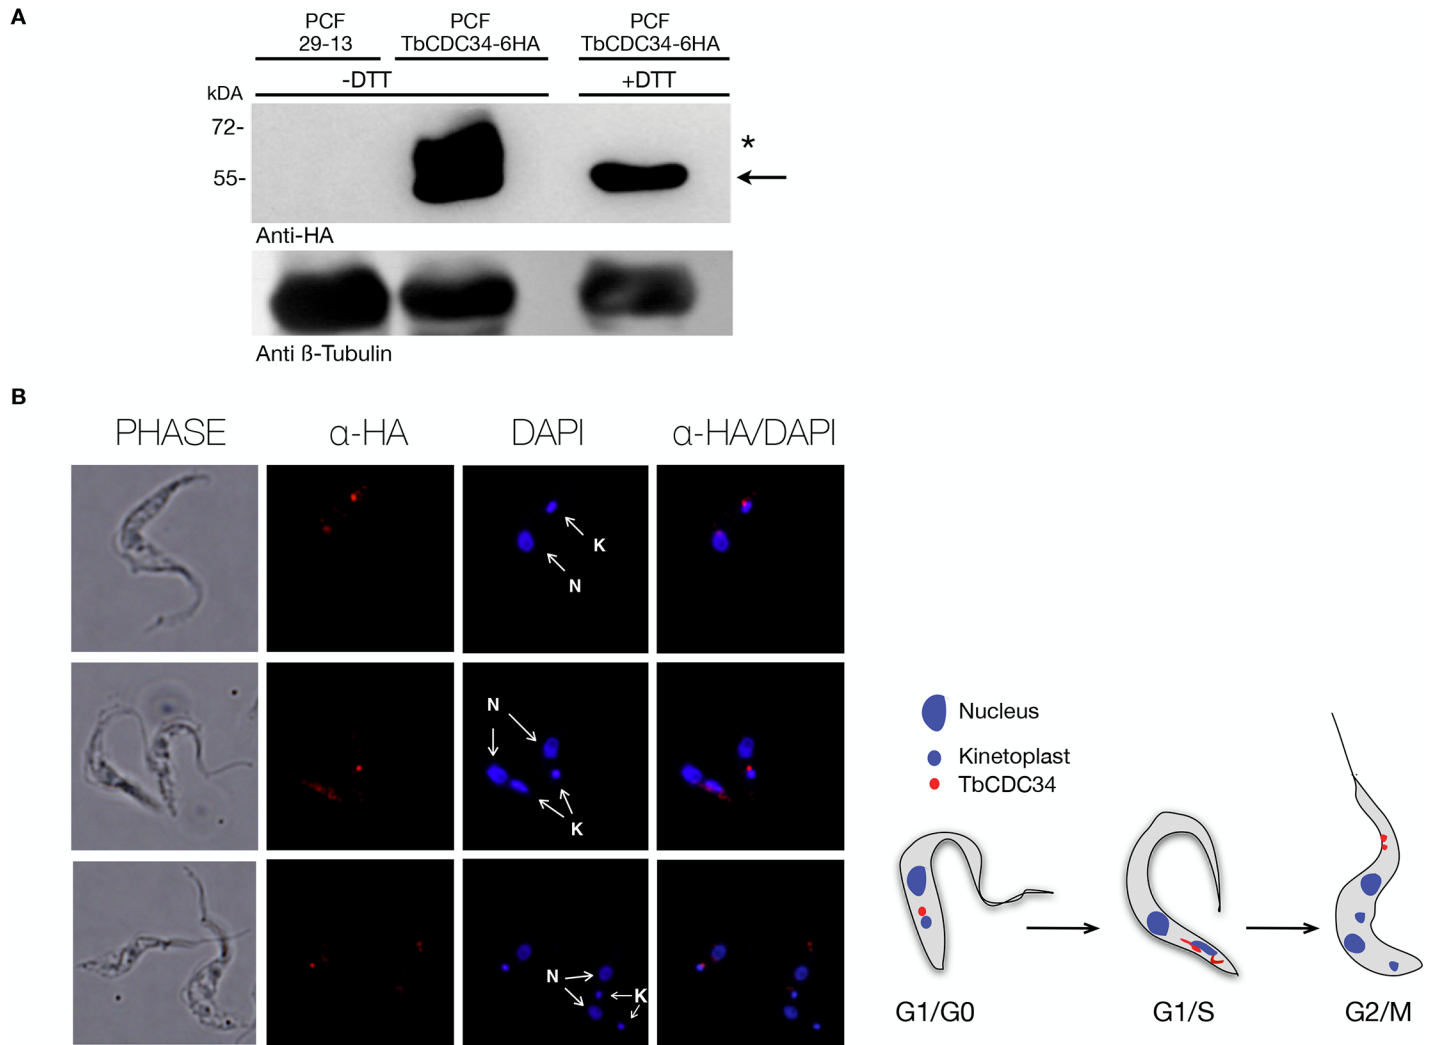 A
PCF
29-13
PCF
TbCDC34-6HA
PCF
TbCDC34-6HA
-DTT
+DTT
kDA
72-
*
55-
Anti-HA
Anti ß-Tubulin
B
PHASE
α-HA
DAPI
α-HA/DAPI
K
N
N
K
N
K
Nucleus
Kinetoplast
TbCDC34
G1/G0
G1/S
G2/M